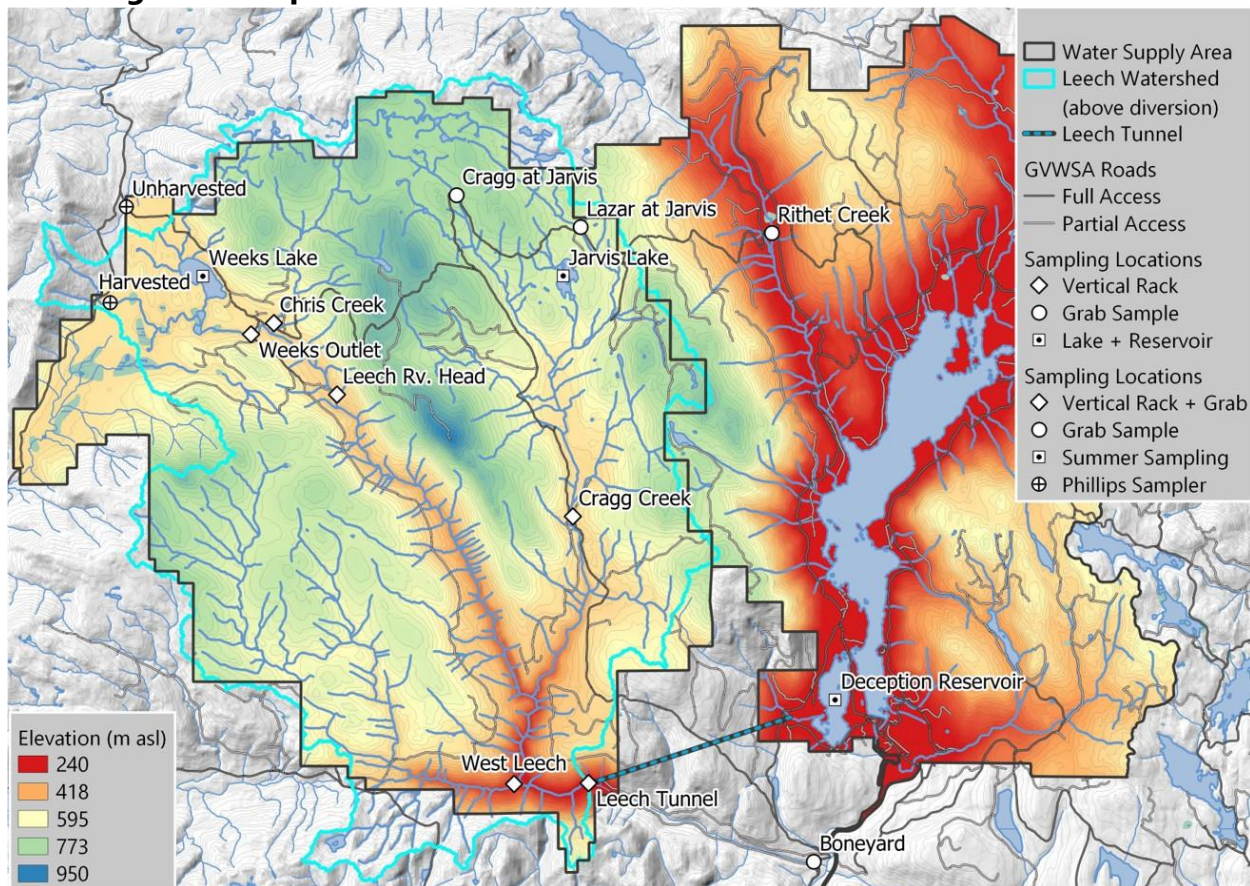 Water Supply Area
Leech Watershed
(above diversion)
Leech Tunnel
GVWSA Roads
Full Access
Partial Access
Sampling Locations
Vertical Rack
Grab Sample
Lake + Reservoir
Sampling Locations
Vertical Rack + Grab
Grab Sample
Summer Sampling
Phillips Sampler
Unharvested
Cragg at Jarvis
Lazar at Jarvis
Rithet Creek
Weeks Lake
Jarvis Lake
Harvested
Chris Creek
Weeks Outlet
Leech Rv. Head
Cragg Creek
Deception Reservoir
West Leech
Leech Tunnel
Boneyard
Elevation (m asl)
240
418
595
773
950